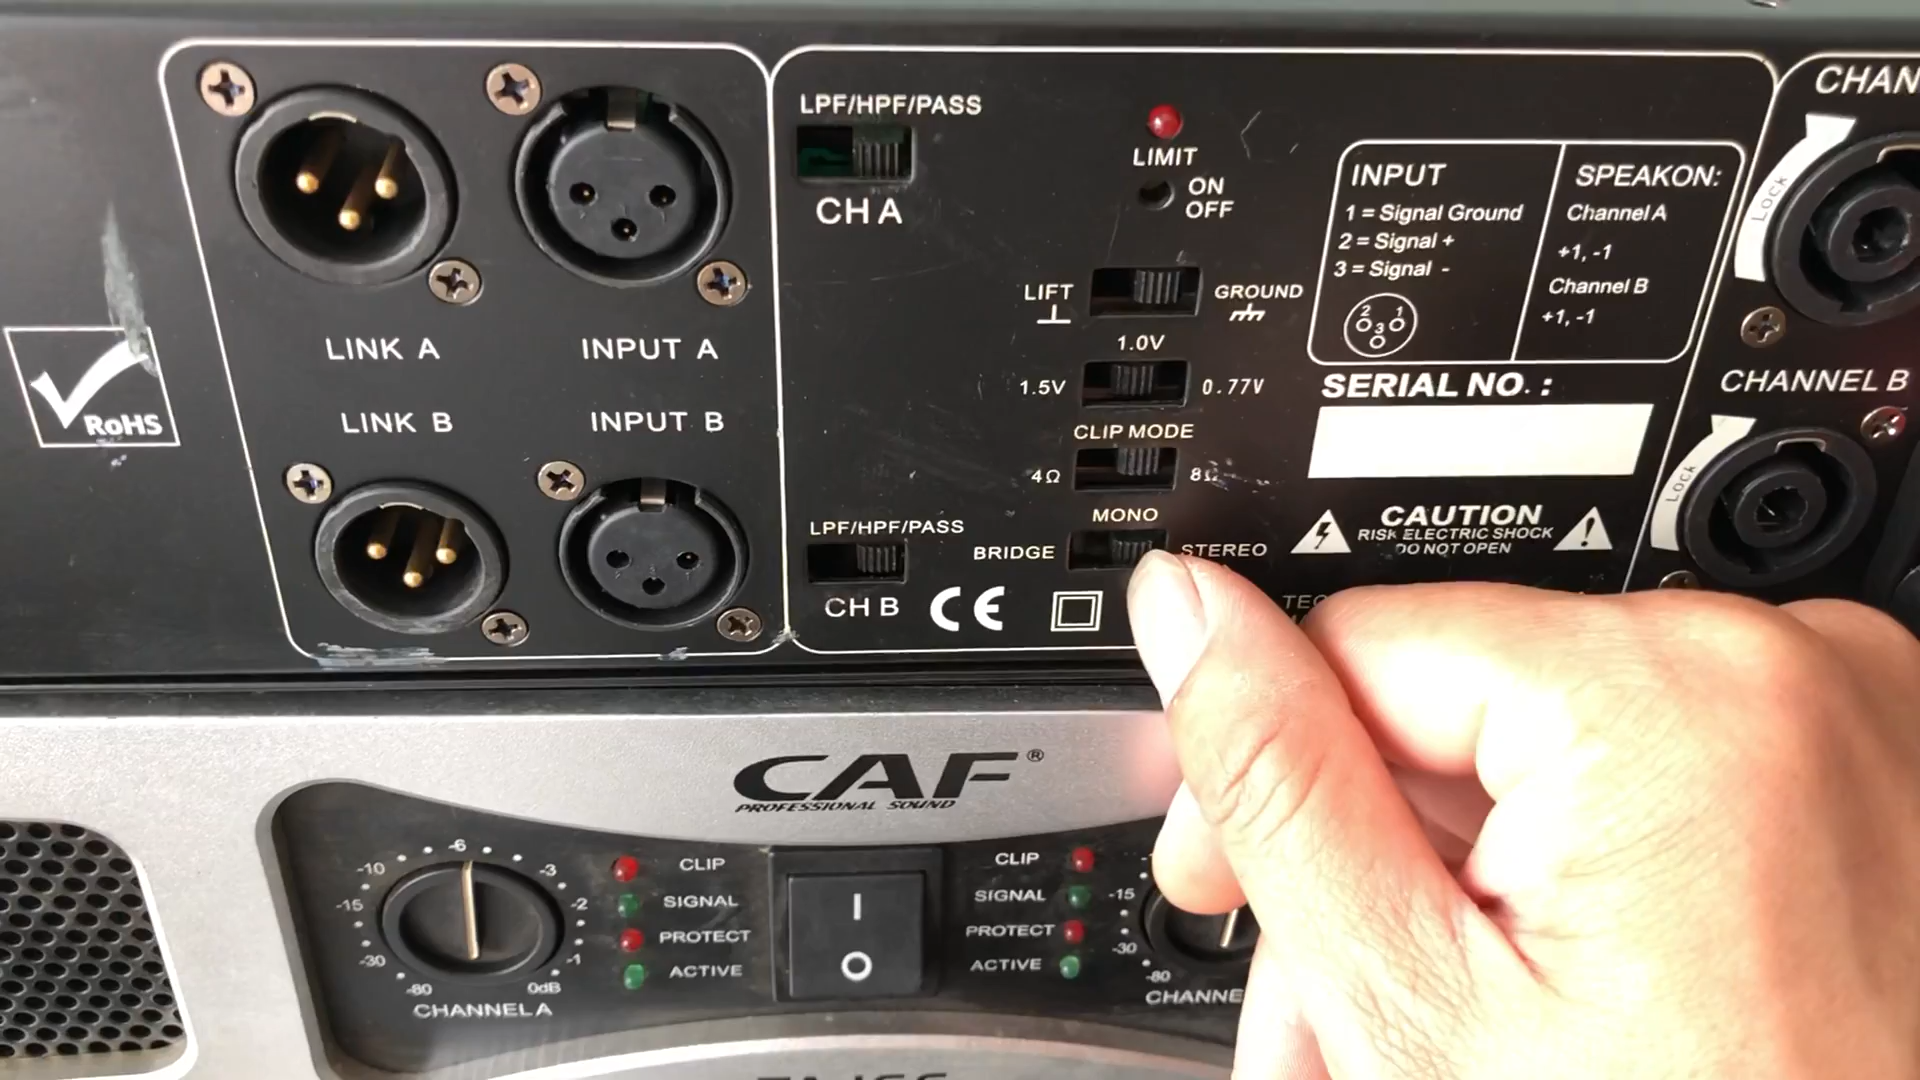 LPF/HPF/PASS
CH A
LIMIT
ON
OFF
LIFT
GROUND
1.0V
1.5V
0.77V
CLIP MODE
4Ω
MONO
BRIDGE
STEREO
LPF/HPF/PASS
CH B
CE
LINK A
INPUT A
LINK B
INPUT B
RoHS
INPUT
1 = Signal Ground
2 = Signal +
3 = Signal -
2 1
3
SPEAKON:
Channel A
+1, -1
Channel B
+1, -1
SERIAL NO. :
CAUTION
RISK ELECTRIC SHOCK
DO NOT OPEN
Lock
CHANNEL B
Lock
CAF®
PROFESSIONAL SOUND
-6
-10
-3
-15
-2
-30
-1
-80
0dB
CHANNEL A
CLIP
SIGNAL
PROTECT
ACTIVE
I
O
CLIP
SIGNAL
PROTECT
ACTIVE
-15
-30
-80